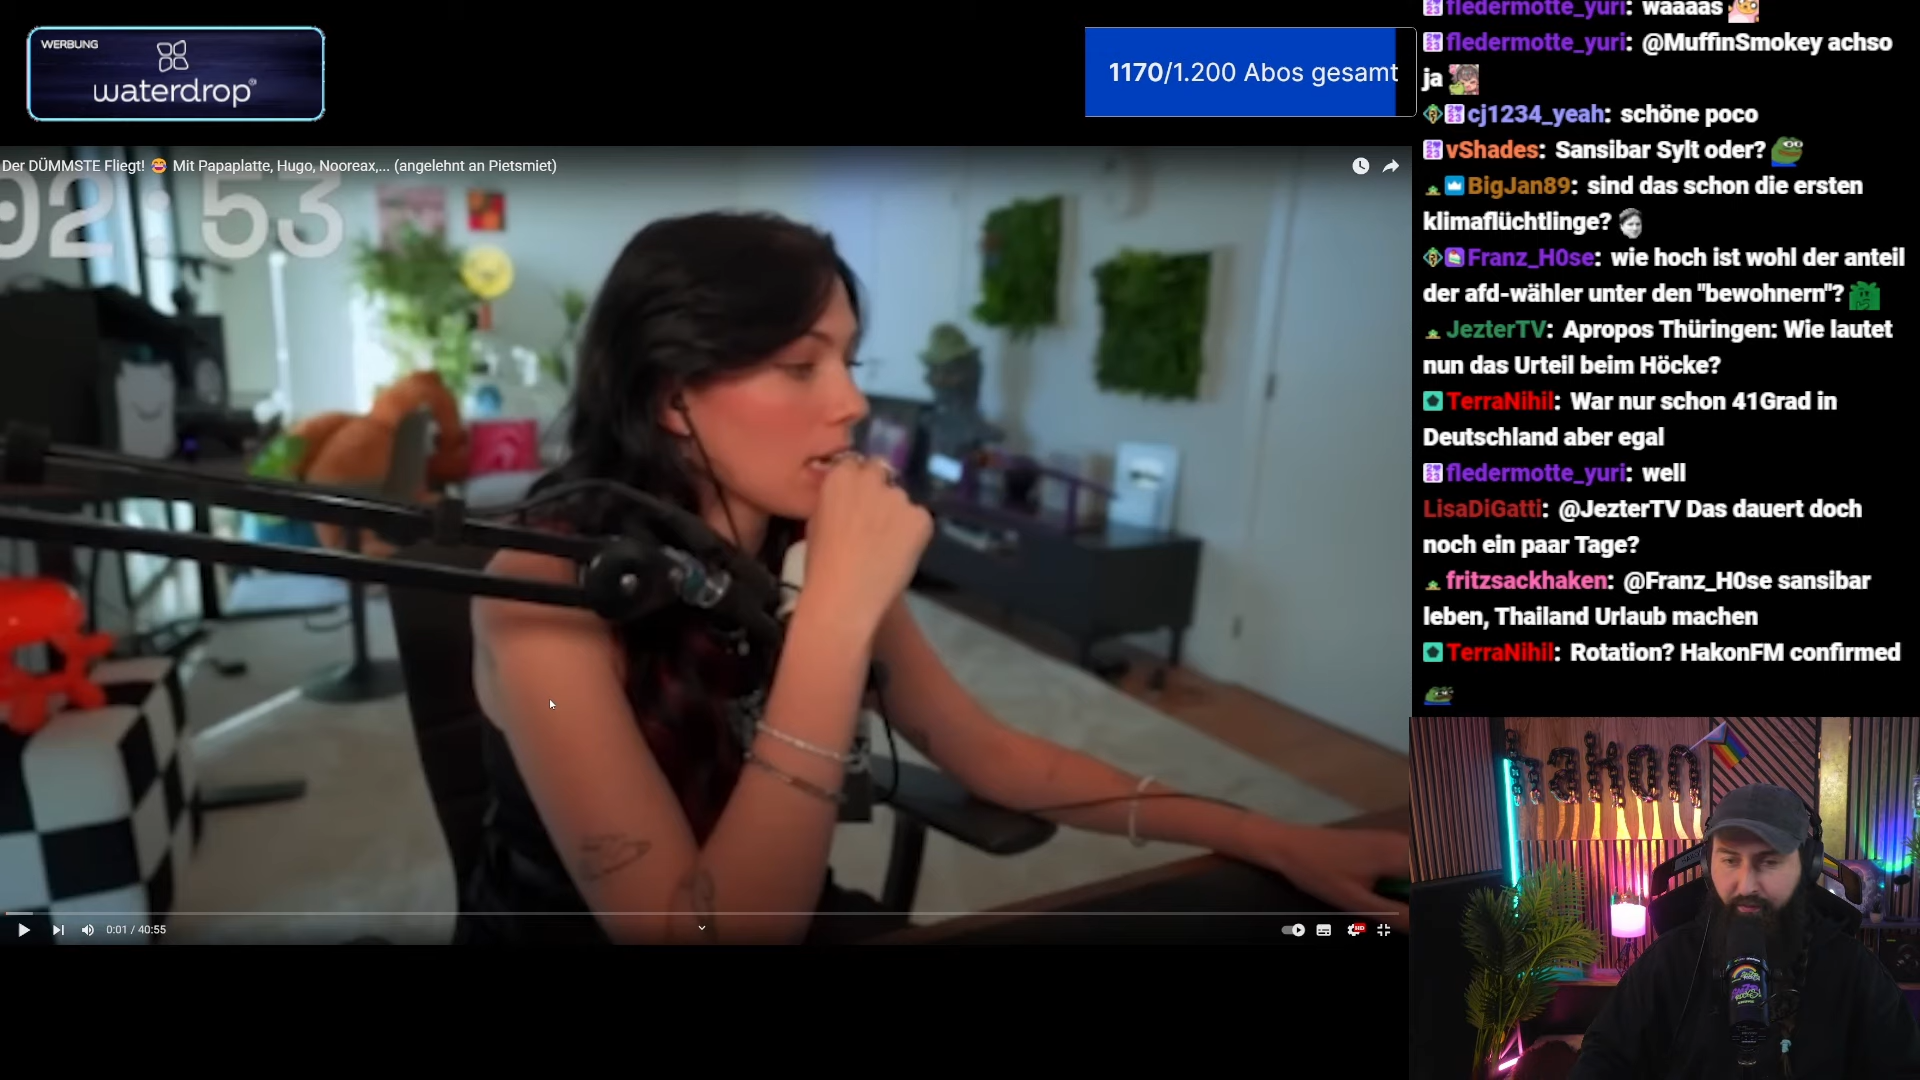 WERBUNG
waterdrop®
1170/1.200 Abos gesamt
Der DÜMMSTE Fliegt! 😂 Mit Papaplatte, Hugo, Nooreax,... (angelehnt an Pietsmiet)
02:53
0:01 / 40:55
HD
fledermotte_yuri: waaaas
fledermotte_yuri: @MuffinSmokey achso
ja
cj1234_yeah: schöne poco
vShades: Sansibar Sylt oder?
BigJan89: sind das schon die ersten
klimaflüchtlinge?
Franz_H0se: wie hoch ist wohl der anteil
der afd-wähler unter den "bewohnern"?
JezterTV: Apropos Thüringen: Wie lautet
nun das Urteil beim Höcke?
TerraNihil: War nur schon 41Grad in
Deutschland aber egal
fledermotte_yuri: well
LisaDiGatti: @JezterTV Das dauert doch
noch ein paar Tage?
fritzsackhaken: @Franz_H0se sansibar
leben, Thailand Urlaub machen
TerraNihil: Rotation? HakonFM confirmed
hakon